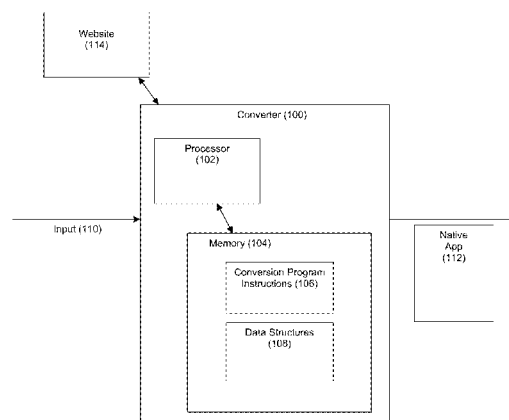 Website
(114)
Converter (100)
Processor
(102)
Input (110)
Memory (104)
Native
App
(112)
Conversion Program
Instructions (106)
Data Structures
(108)